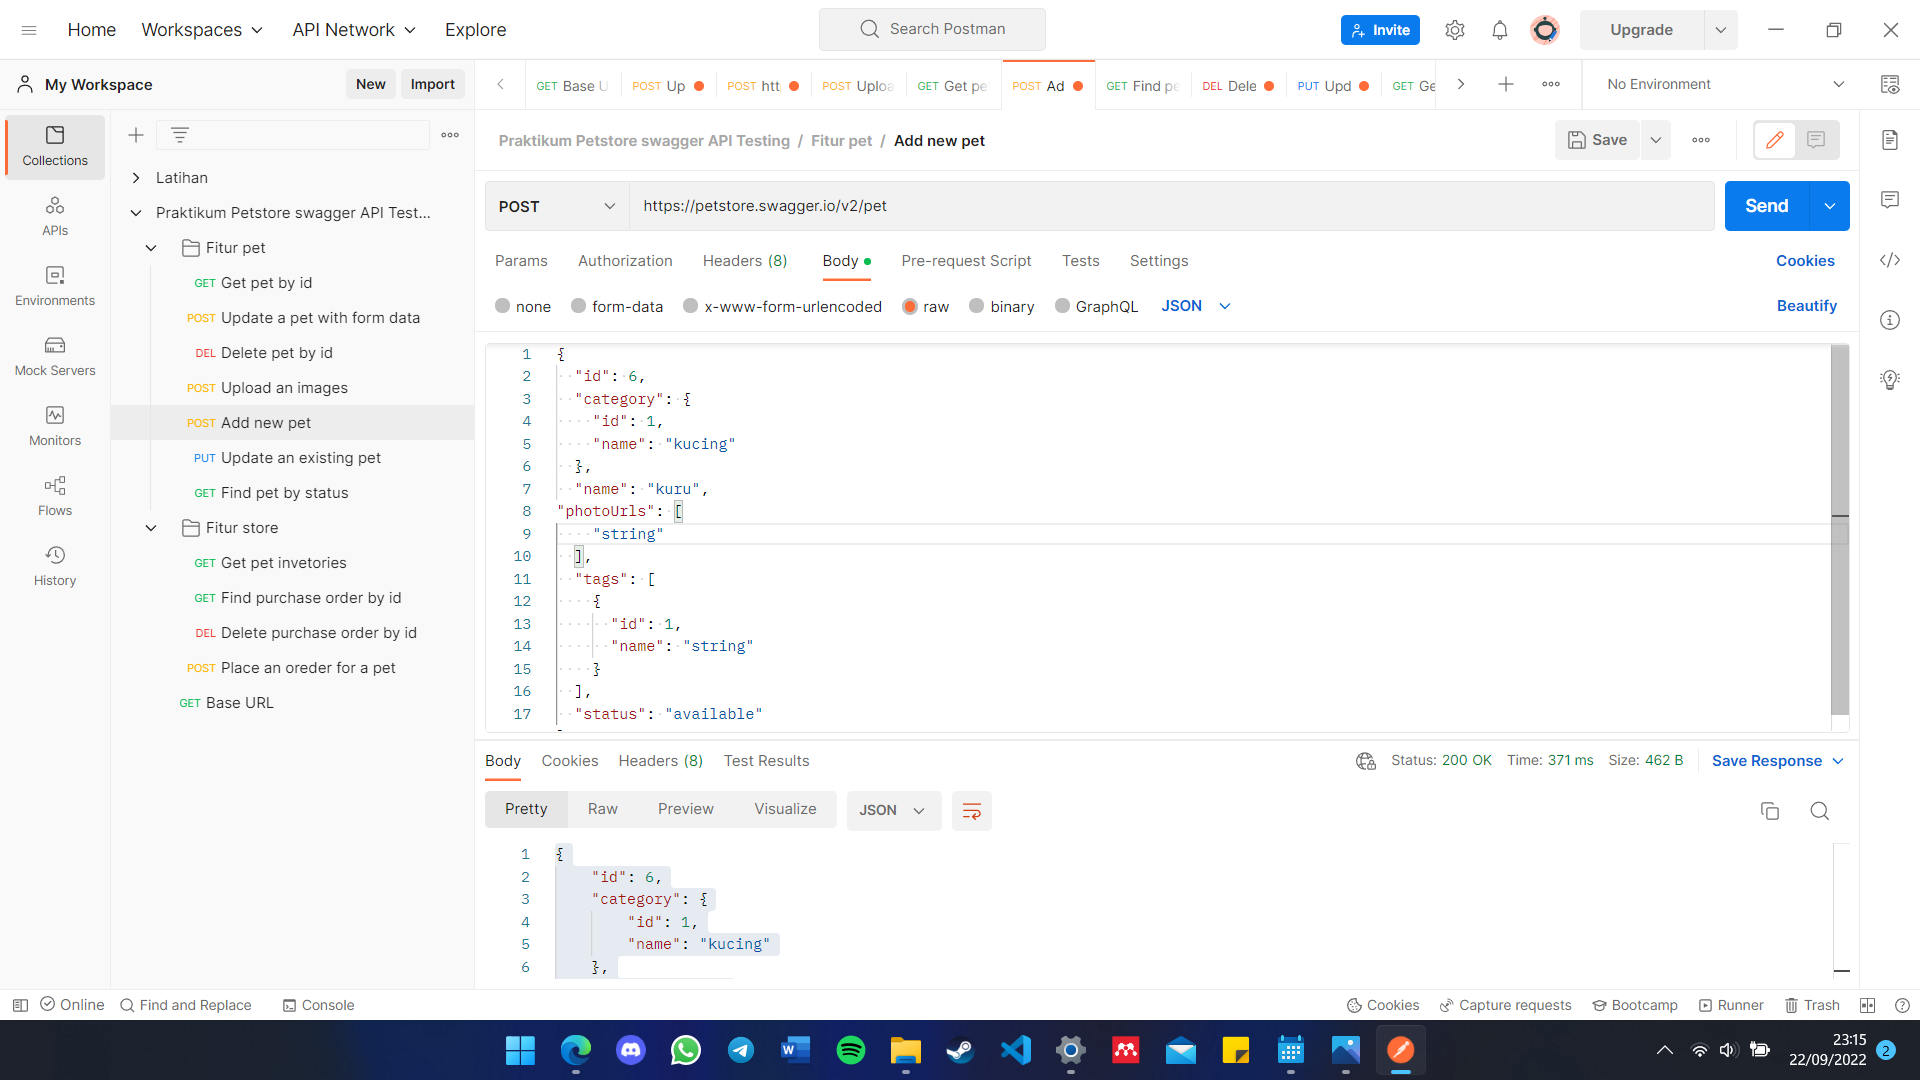 Home
Workspaces
API Network
Explore
Search Postman
Invite
Upgrade
My Workspace
New
Import
GET Base U
POST Up
POST htt
POST Uploa
GET Get pe
POST Ad
GET Find pe
DEL Dele
PUT Upd
GET Ge
No Environment
Collections
APIs
Environments
Mock Servers
Monitors
Flows
History
Latihan
Praktikum Petstore swagger API Test...
Fitur pet
GET Get pet by id
POST Update a pet with form data
DEL Delete pet by id
POST Upload an images
POST Add new pet
PUT Update an existing pet
GET Find pet by status
Fitur store
GET Get pet invetories
GET Find purchase order by id
DEL Delete purchase order by id
POST Place an oreder for a pet
GET Base URL
Praktikum Petstore swagger API Testing / Fitur pet / Add new pet
Save
POST
https://petstore.swagger.io/v2/pet
Send
Params Authorization Headers (8) Body Pre-request Script Tests Settings
Cookies
none form-data x-www-form-urlencoded raw binary GraphQL JSON
Beautify
1 {
2 "id": 6,
3 "category": {
4 "id": 1,
5 "name": "kucing"
6 },
7 "name": "kuru",
8 "photoUrls": [
9 "string"
10 ],
11 "tags": [
12 {
13 "id": 1,
14 "name": "string"
15 }
16 ],
17 "status": "available"
Body Cookies Headers (8) Test Results
Status: 200 OK Time: 371 ms Size: 462 B
Save Response
Pretty Raw Preview Visualize
JSON
1 {
2 "id": 6,
3 "category": {
4 "id": 1,
5 "name": "kucing"
6 },
Online
Find and Replace
Console
Cookies
Capture requests
Bootcamp
Runner
Trash
23:15
22/09/2022
2